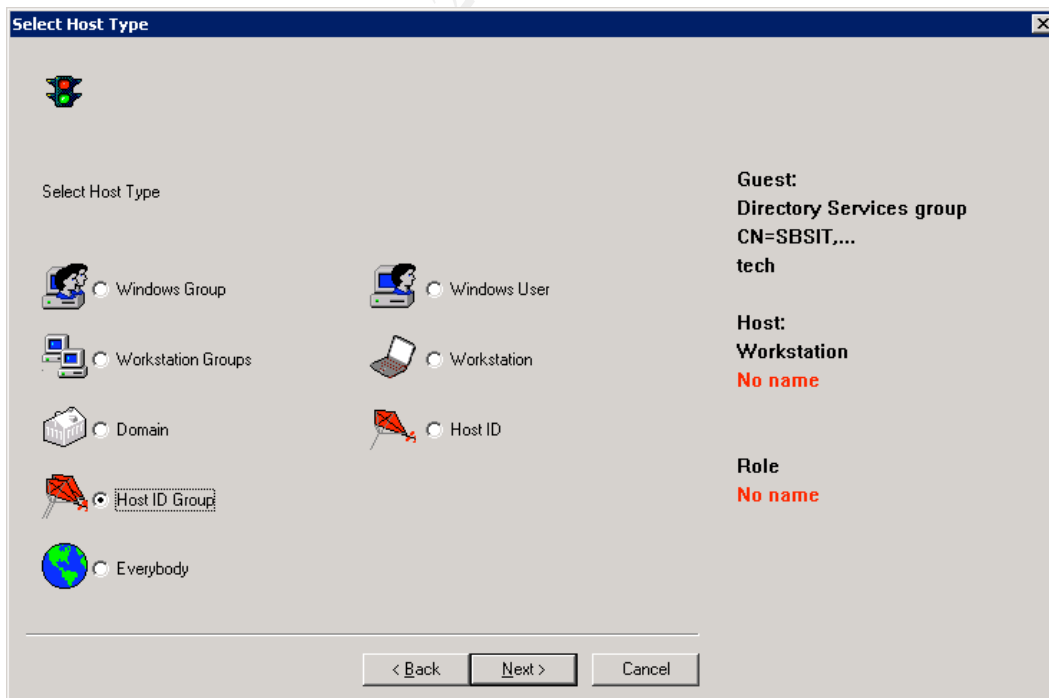 Select Host Type
Select Host Type
Windows Group
Windows User
Workstation Groups
Workstation
Domain
Host ID
Host ID Group
Everybody
Guest:
Directory Services group
CN=SBSIT,...
tech
Host:
Workstation
No name
Role
No name
< Back
Next >
Cancel